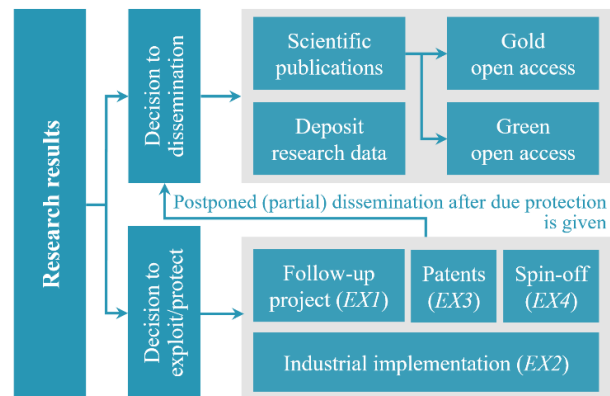 Research results
Decision to
dissemination
Scientific
publications
Gold
open access
Deposit
research data
Green
open access
Postponed (partial) dissemination after due protection
is given
Decision to
exploit/protect
Follow-up
project (EX1)
Patents
(EX3)
Spin-off
(EX4)
Industrial implementation (EX2)